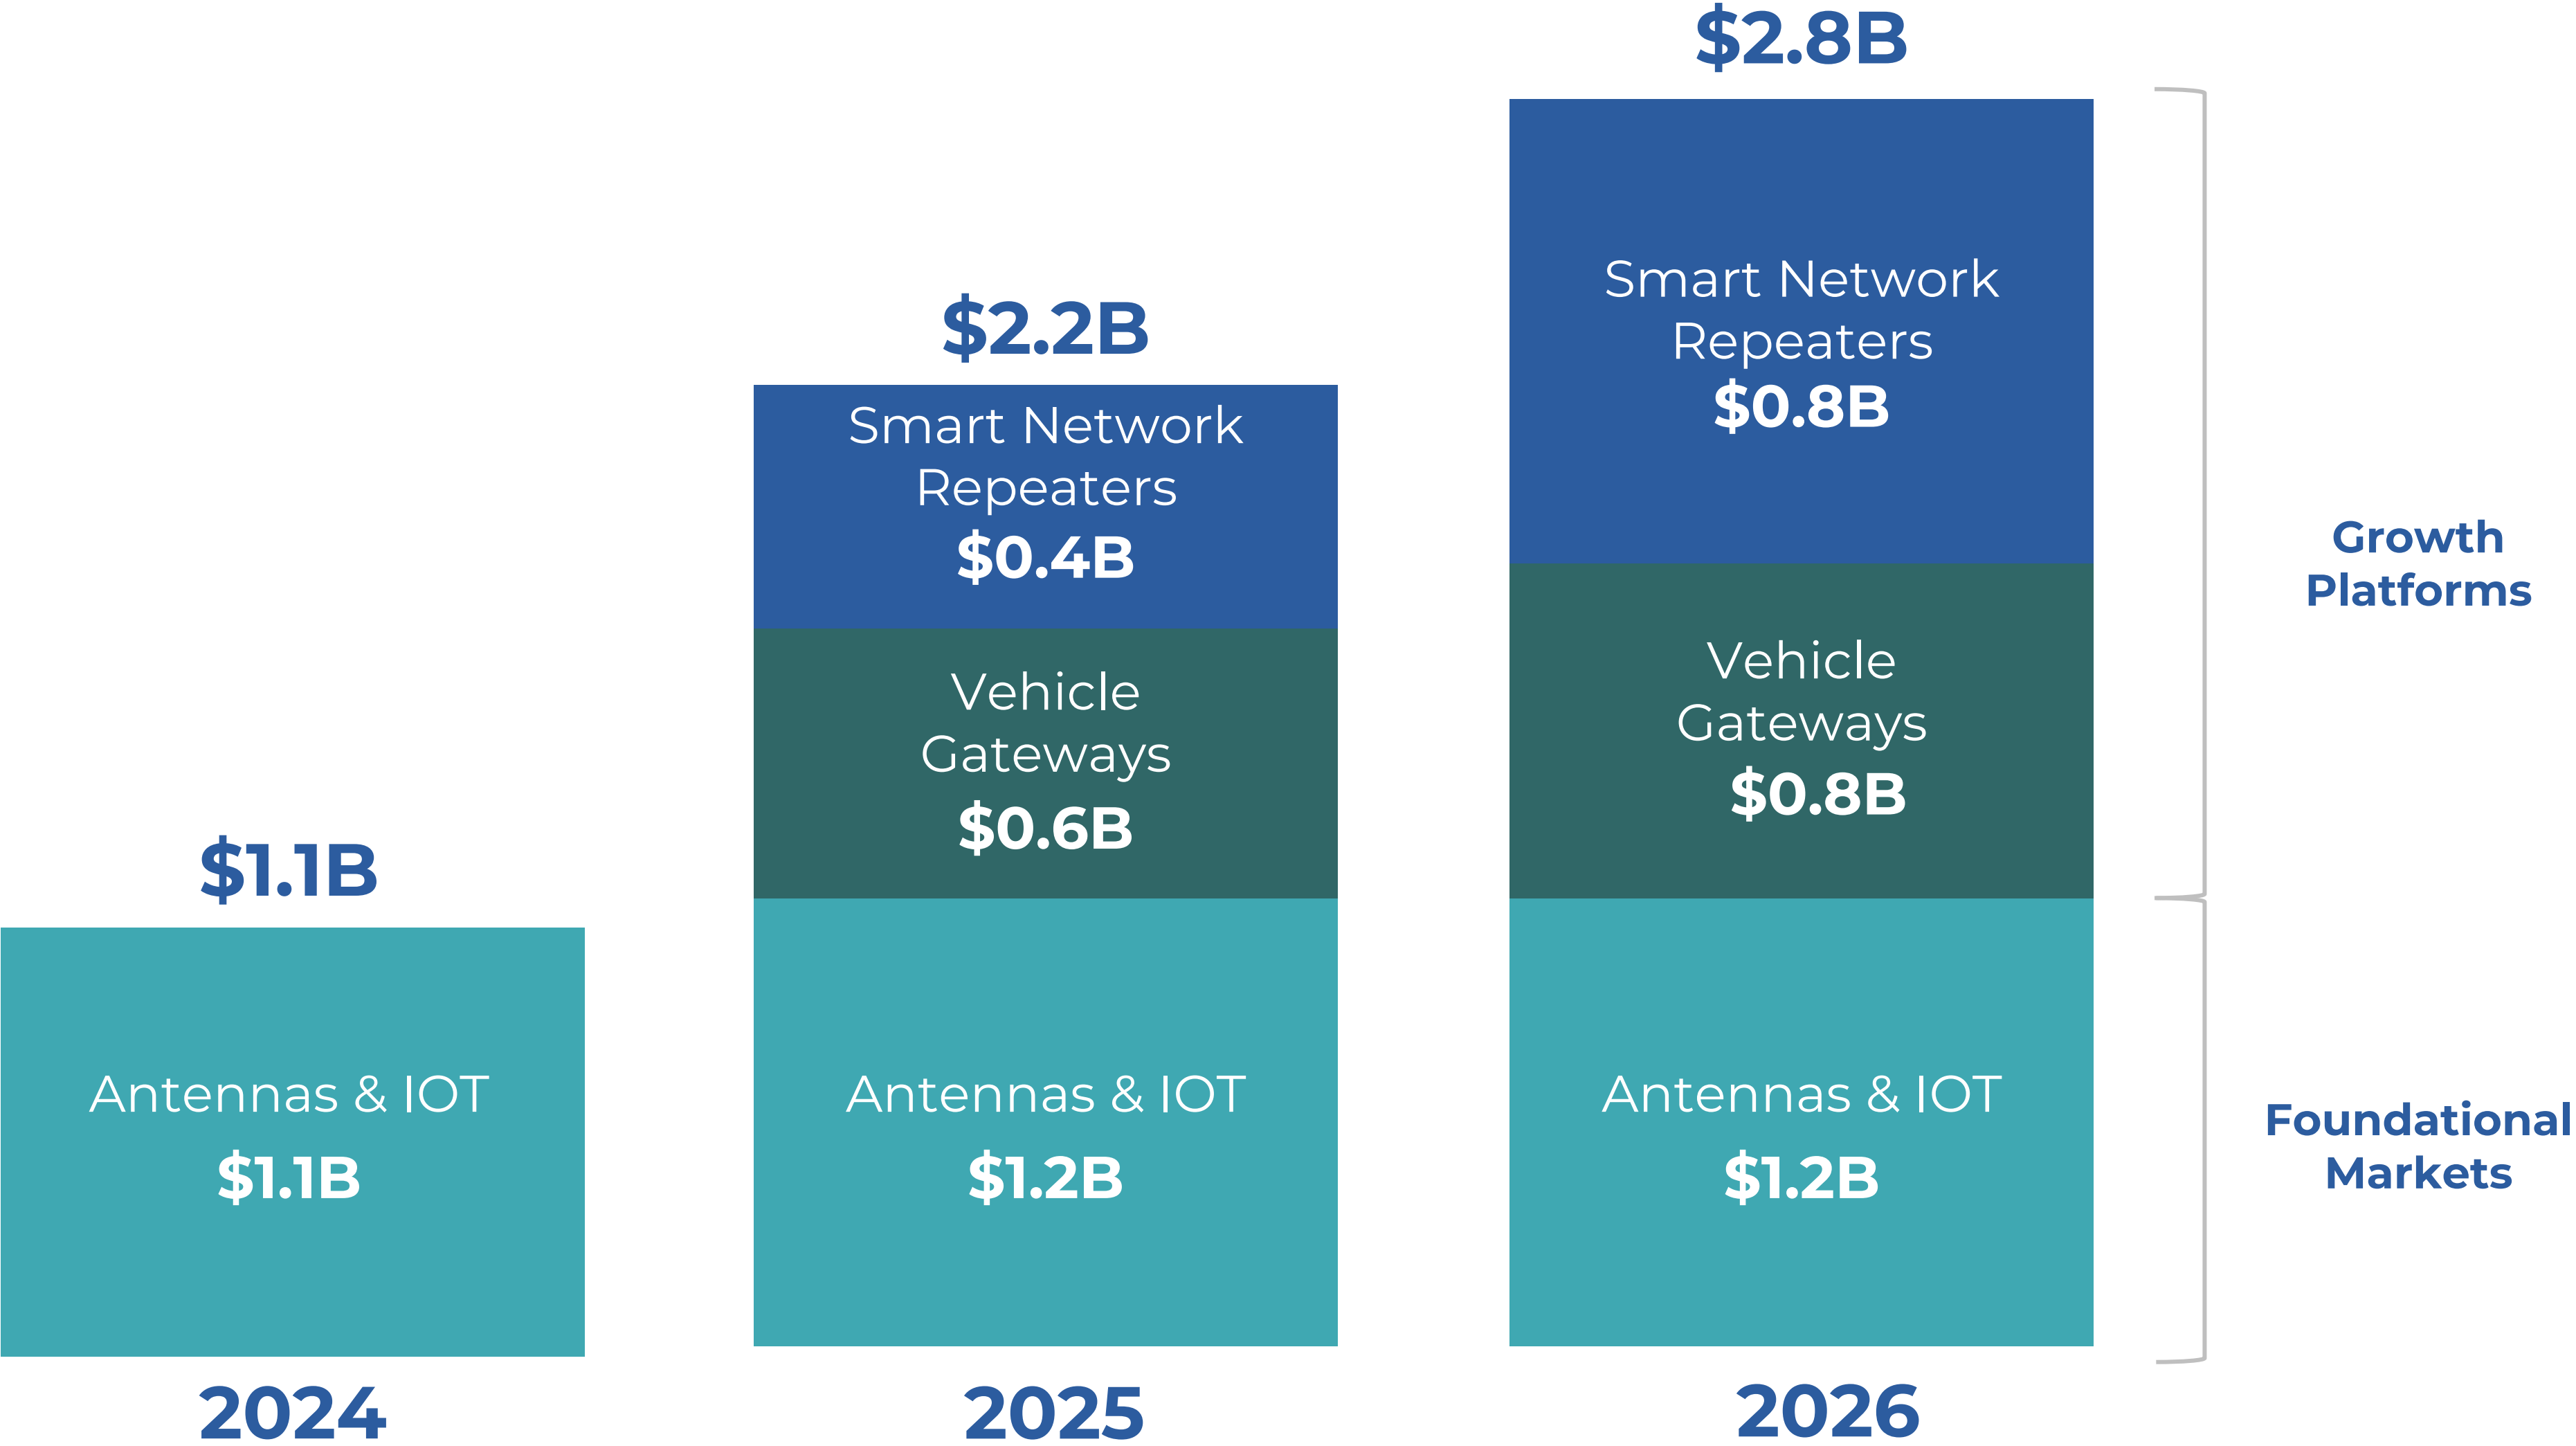 $1.1B
Antennas & IOT
$1.1B
2024
$2.2B
Smart Network
Repeaters
$0.4B
Vehicle
Gateways
$0.6B
Antennas & IOT
$1.2B
2025
$2.8B
Smart Network
Repeaters
$0.8B
Vehicle
Gateways
$0.8B
Antennas & IOT
$1.2B
2026
Growth
Platforms
Foundational
Markets